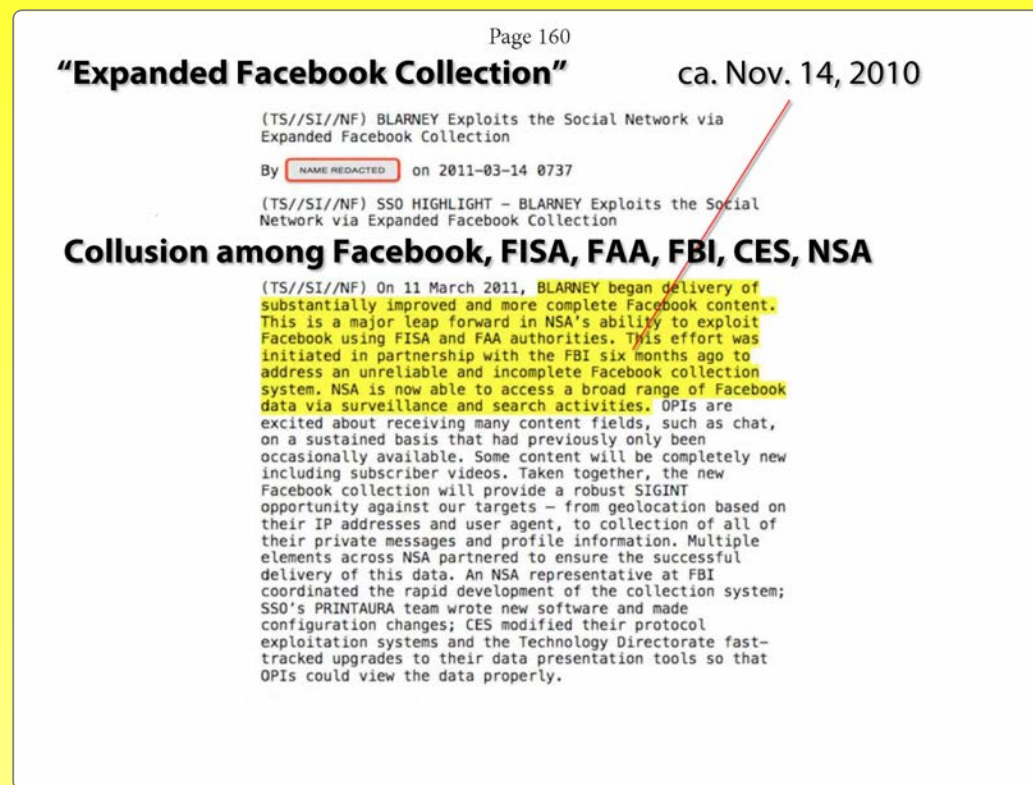 Page 160
“Expanded Facebook Collection” ca. Nov. 14, 2010
(TS//SI//NF) BLARNEY Exploits the Social Network via
Expanded Facebook Collection
By NAME REDACTED on 2011-03-14 0737
(TS//SI//NF) SSO HIGHLIGHT – BLARNEY Exploits the Social
Network via Expanded Facebook Collection
Collusion among Facebook, FISA, FAA, FBI, CES, NSA
(TS//SI//NF) On 11 March 2011, BLARNEY began delivery of
substantially improved and more complete Facebook content.
This is a major leap forward in NSA’s ability to exploit
Facebook using FISA and FAA authorities. This effort was
initiated in partnership with the FBI six months ago to
address an unreliable and incomplete Facebook collection
system. NSA is now able to access a broad range of Facebook
data via surveillance and search activities. OPIs are
excited about receiving many content fields, such as chat,
on a sustained basis that had previously only been
occasionally available. Some content will be completely new
including subscriber videos. Taken together, the new
Facebook collection will provide a robust SIGINT
opportunity against our targets – from geolocation based on
their IP addresses and user agent, to collection of all of
their private messages and profile information. Multiple
elements across NSA partnered to ensure the successful
delivery of this data. An NSA representative at FBI
coordinated the rapid development of the collection system;
SSO’s PRINTAURA team wrote new software and made
configuration changes; CES modified their protocol
exploitation systems and the Technology Directorate fast–
tracked upgrades to their data presentation tools so that
OPIs could view the data properly.